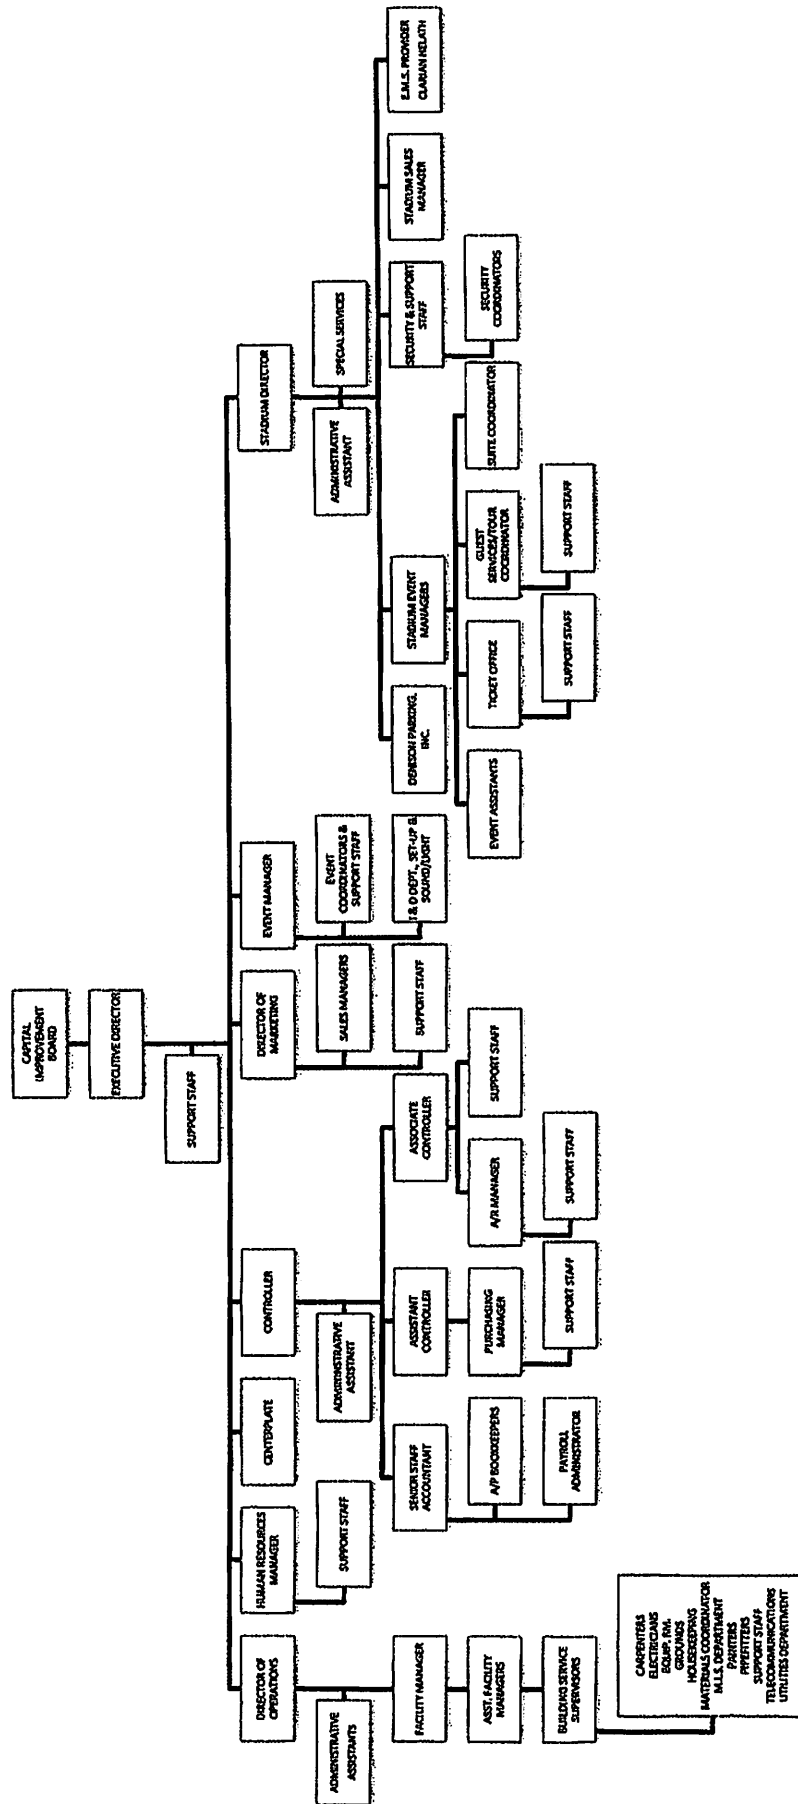 CAPITAL
IMPROVEMENT
BOARD
EXECUTIVE DIRECTOR
SUPPORT STAFF
DIRECTOR OF
OPERATIONS
HUMAN RESOURCES
MANAGER
CENTERPLATE
CONTROLLER
DIRECTOR OF
MARKETING
EVENT MANAGER
STADIUM DIRECTOR
ADMINISTRATIVE
ASSISTANTS
SUPPORT STAFF
ADMINISTRATIVE
ASSISTANT
SALES MANAGERS
EVENT
COORDINATORS &
SUPPORT STAFF
ADMINISTRATIVE
ASSISTANT
SPECIAL SERVICES
FACILITY MANAGER
SENIOR STAFF
ACCOUNTANT
ASSISTANT
CONTROLLER
ASSOCIATE
CONTROLLER
SUPPORT STAFF
I & D DEPT., SET-UP &
SOUND/LIGHT
DENISON PARKING,
INC.
STADIUM EVENT
MANAGERS
SECURITY & SUPPORT
STAFF
STADIUM SALES
MANAGER
E.M.S. PROVIDER
CLARIAN HELATH
ASST. FACILITY
MANAGERS
A/P BOOKKEEPERS
PURCHASING
MANAGER
A/R MANAGER
SUPPORT STAFF
EVENT ASSISTANTS
TICKET OFFICE
GUEST
SERVICES/TOUR
COORDINATOR
SUITE COORDINATOR
SECURITY
COORDINATORS
BUILDING SERVICE
SUPERVISORS
PAYROLL
ADMINISTRATOR
SUPPORT STAFF
SUPPORT STAFF
SUPPORT STAFF
SUPPORT STAFF
CARPENTERS
ELECTRICIANS
EQUIP. RM.
GROUNDS
HOUSEKEEPING
MATERIALS COORDINATOR
M.I.S. DEPARTMENT
PAINTERS
PIPEFITTERS
SUPPORT STAFF
TELECOMMUNICATIONS
UTILITIES DEPARTMENT